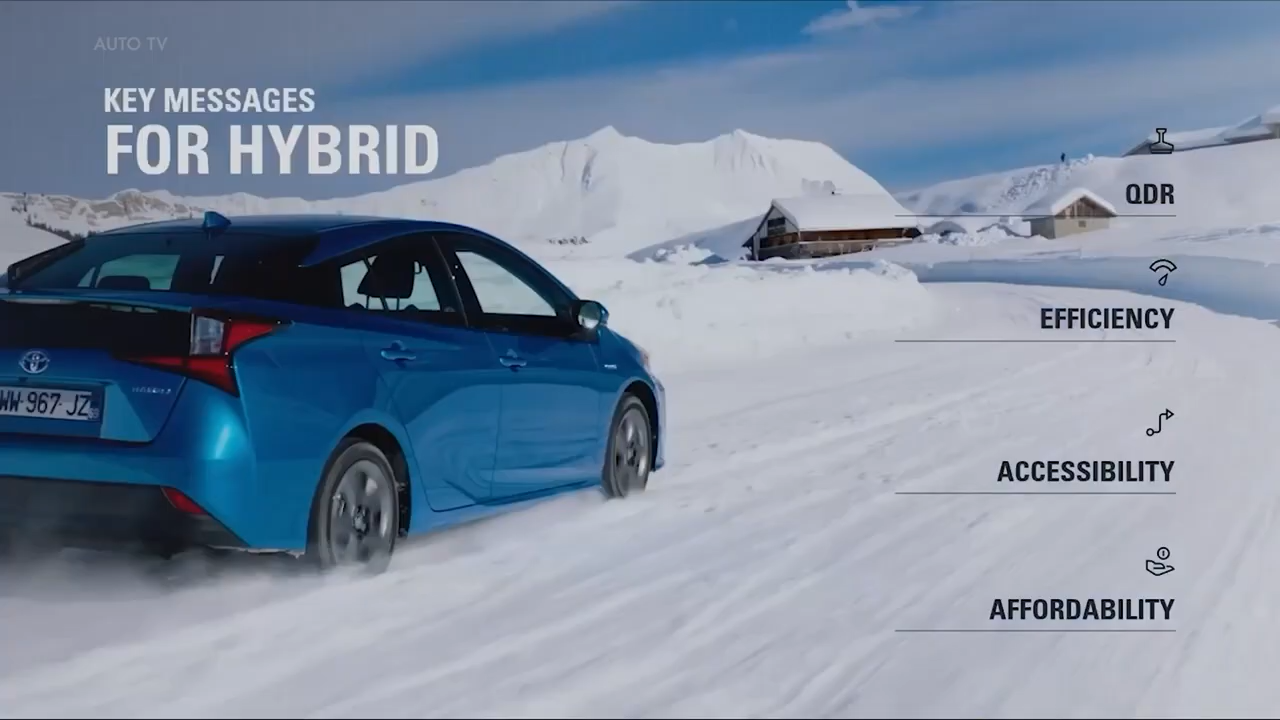 AUTO TV
KEY MESSAGES
FOR HYBRID
QDR
EFFICIENCY
ACCESSIBILITY
AFFORDABILITY
WW-967-JZ